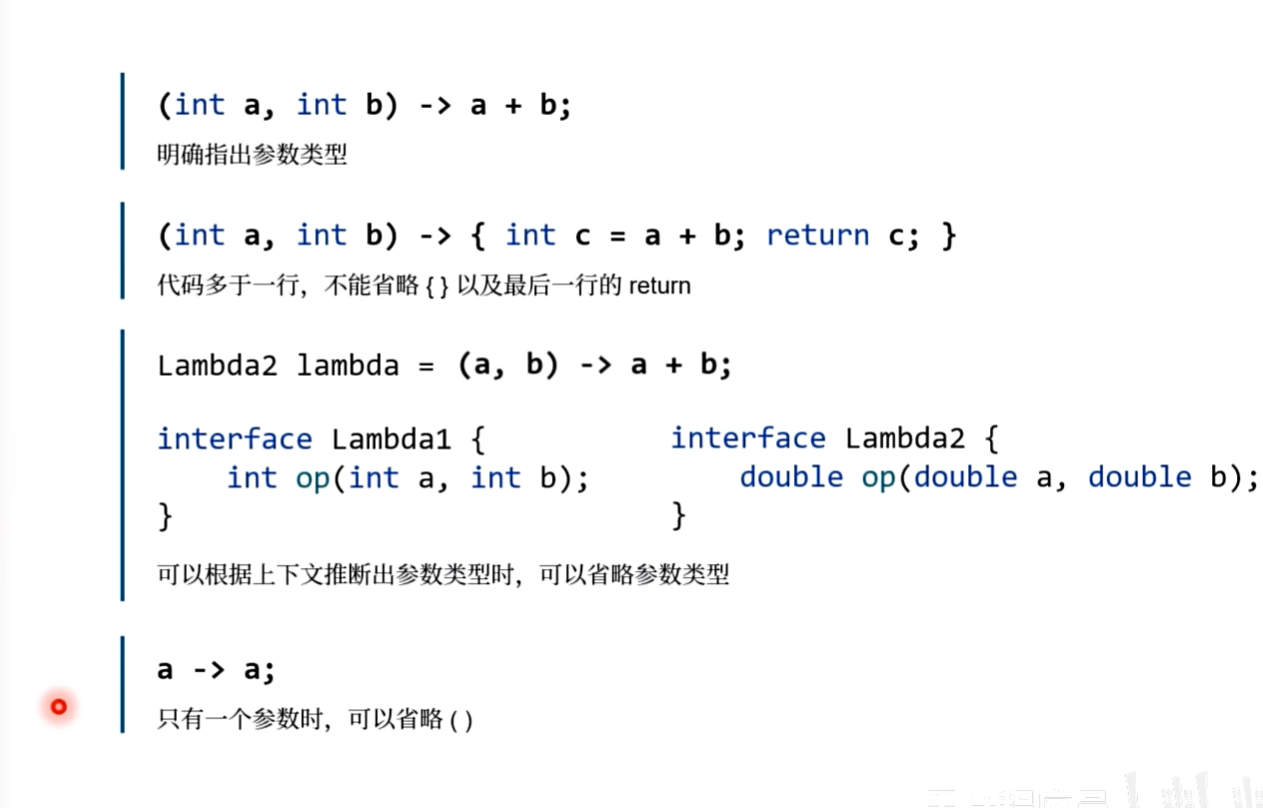 (int a, int b) -> a + b;
明确指出参数类型
(int a, int b) -> { int c = a + b; return c; }
代码多于一行，不能省略 { } 以及最后一行的 return
Lambda2 lambda = (a, b) -> a + b;
interface Lambda1 {
    int op(int a, int b);
}
interface Lambda2 {
    double op(double a, double b);
}
可以根据上下文推断出参数类型时，可以省略参数类型
a -> a;
只有一个参数时，可以省略 ( )